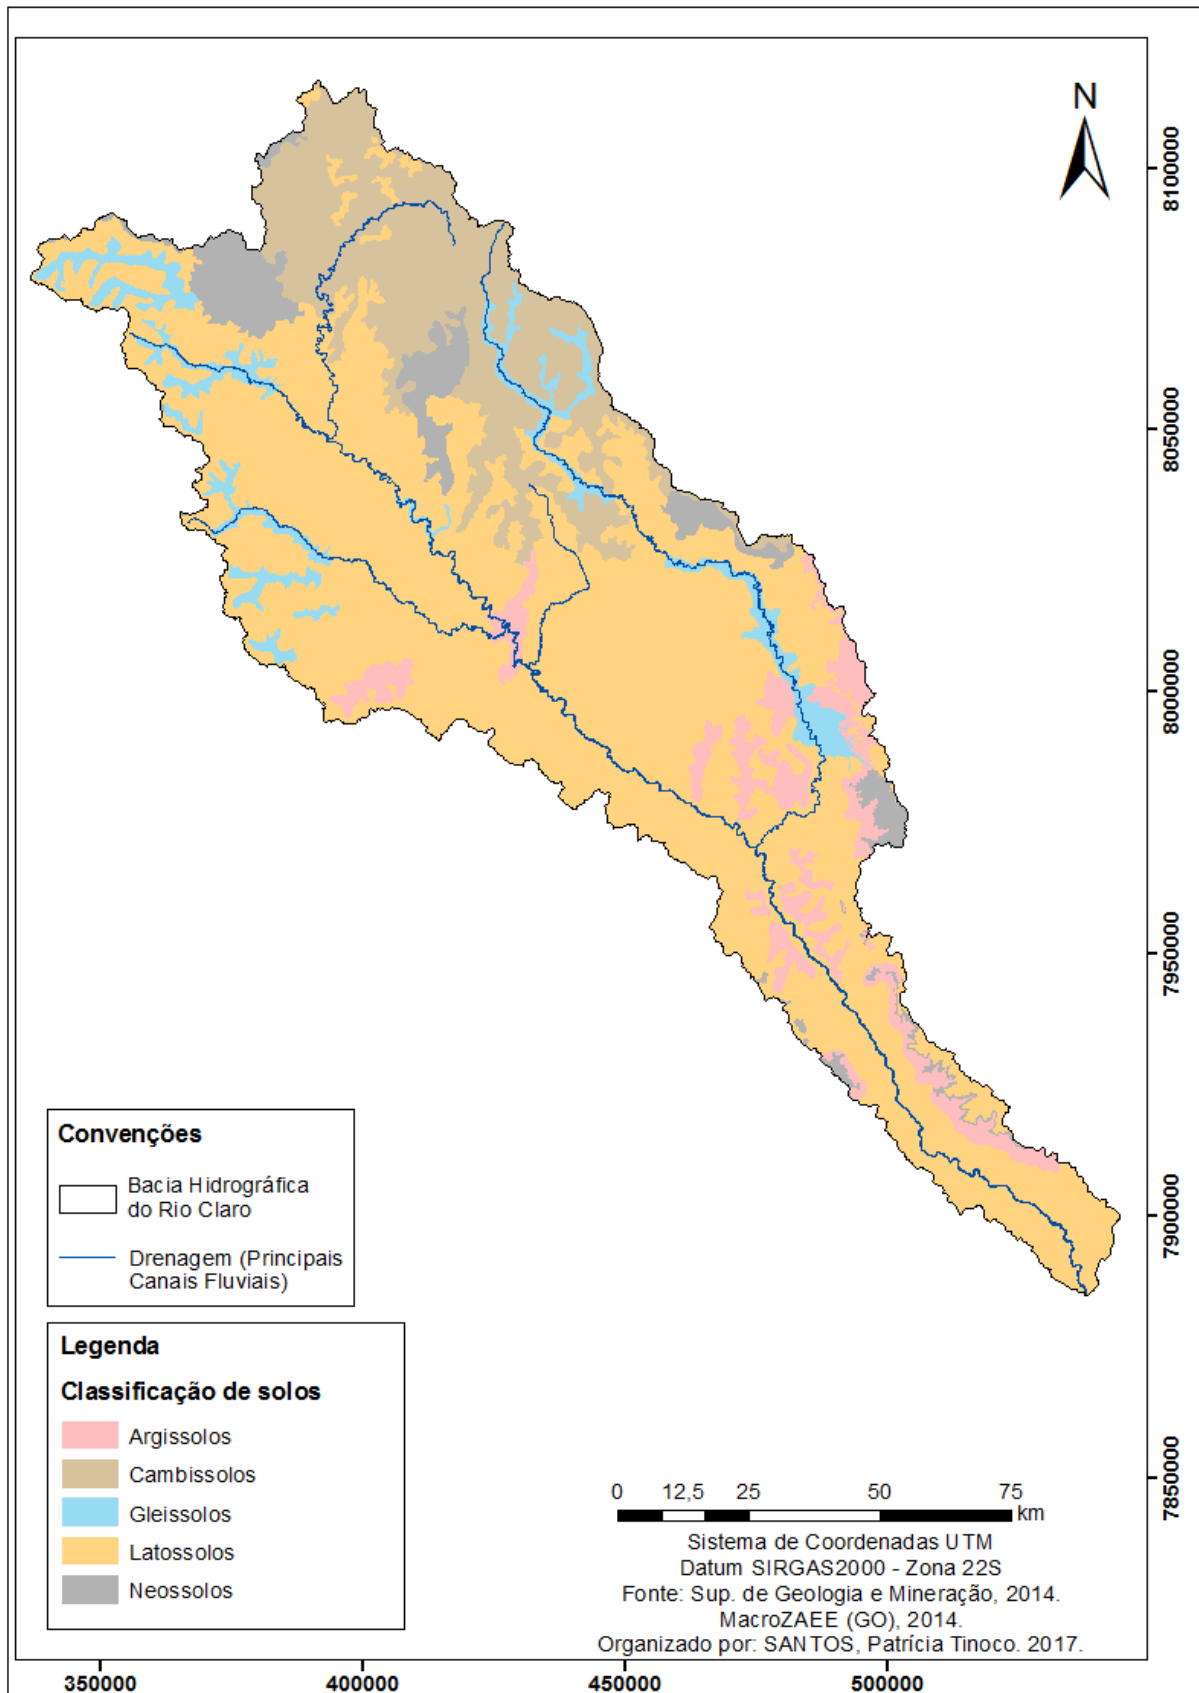 N
8100000
8050000
8000000
7950000
7900000
7850000
Convenções
Bacia Hidrográfica
do Rio Claro
Drenagem (Principais
Canais Fluviais)
Legenda
Classificação de solos
Argissolos
Cambissolos
Gleissolos
Latossolos
Neossolos
0 12,5 25 50 75
km
Sistema de Coordenadas UTM
Datum SIRGAS2000 - Zona 22S
Fonte: Sup. de Geologia e Mineração, 2014.
MacroZAEE (GO), 2014.
Organizado por: SANTOS, Patrícia Tinoco. 2017.
350000 400000 450000 500000